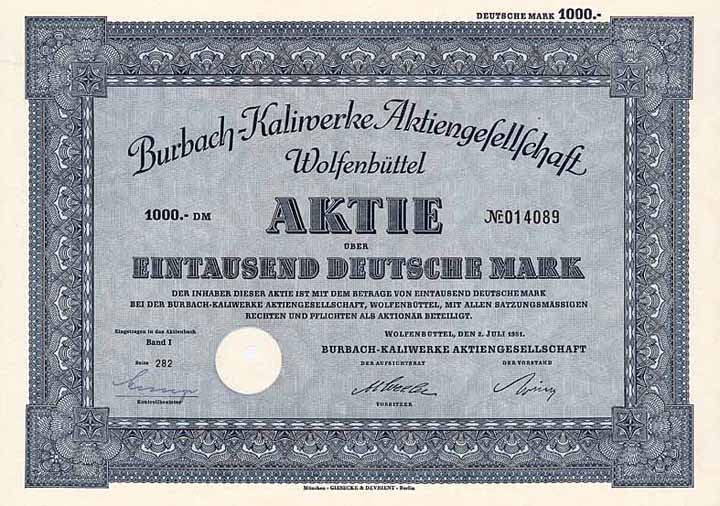 DEUTSCHE MARK 1000.-
Burbach-Kaliwerke Aktiengesellschaft
Wolfenbüttel
1000.- DM
AKTIE
№ 014089
ÜBER
EINTAUSEND DEUTSCHE MARK
DER INHABER DIESER AKTIE IST MIT DEM BETRAGE VON EINTAUSEND DEUTSCHE MARK
BEI DER BURBACH-KALIWERKE AKTIENGESELLSCHAFT, WOLFENBÜTTEL, MIT ALLEN SATZUNGSMÄSSIGEN
RECHTEN UND PFLICHTEN ALS AKTIONÄR BETEILIGT.
Eingetragen in das Aktienbuch
Band I
Seite 282
Kontrollbeamter
WOLFENBÜTTEL, DEN 2. JULI 1951.
BURBACH-KALIWERKE AKTIENGESELLSCHAFT
DER AUFSICHTSRAT
DER VORSTAND
VORSITZER
München - GIESECKE & DEVRIENT - Berlin